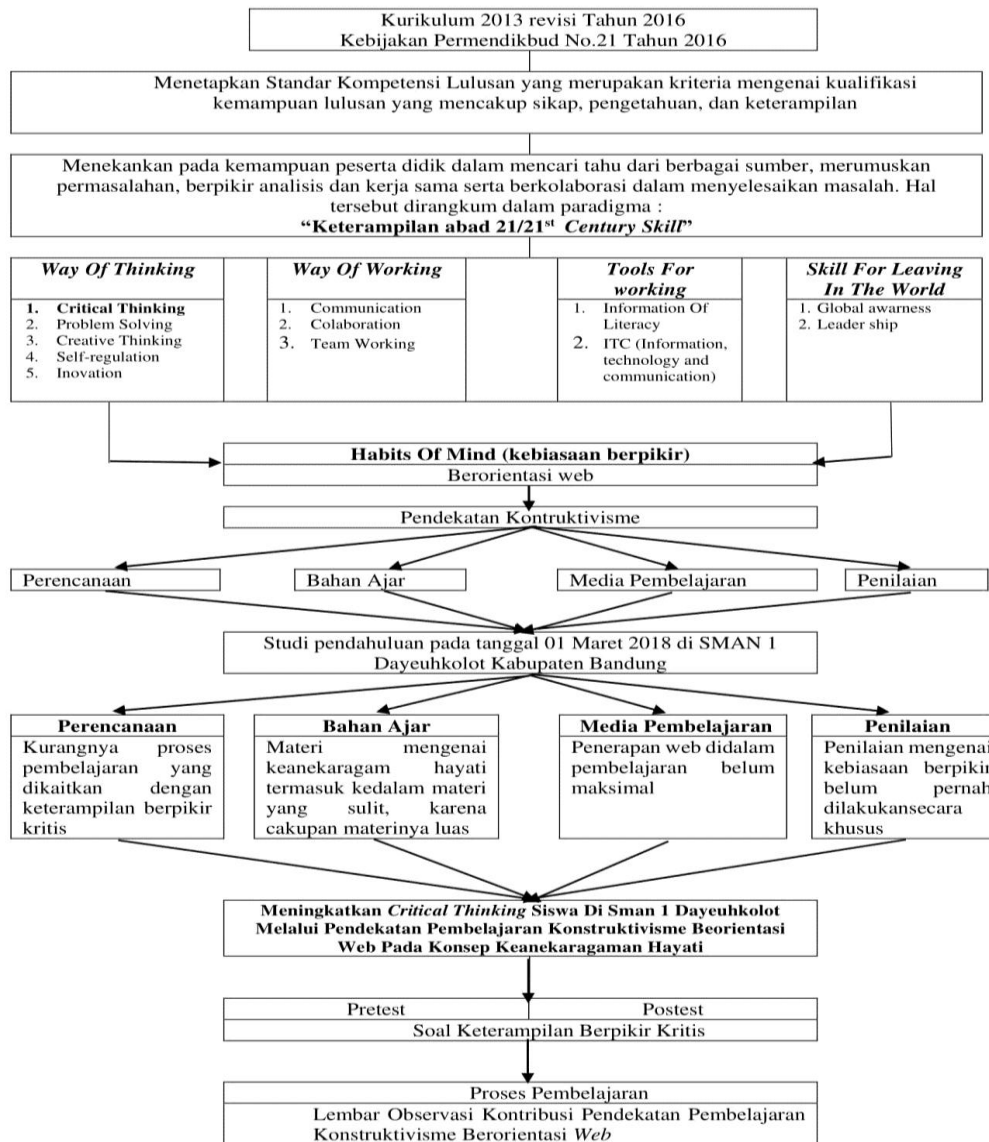 Kurikulum 2013 revisi Tahun 2016
Kebijakan Permendikbud No.21 Tahun 2016
Menetapkan Standar Kompetensi Lulusan yang merupakan kriteria mengenai kualifikasi
kemampuan lulusan yang mencakup sikap, pengetahuan, dan keterampilan
Menekankan pada kemampuan peserta didik dalam mencari tahu dari berbagai sumber, merumuskan
permasalahan, berpikir analisis dan kerja sama serta berkolaborasi dalam menyelesaikan masalah. Hal
tersebut dirangkum dalam paradigma :
“Keterampilan abad 21/21st Century Skill”
Way Of Thinking
1. Critical Thinking
2. Problem Solving
3. Creative Thinking
4. Self-regulation
5. Inovation
Way Of Working
1. Communication
2. Colaboration
3. Team Working
Tools For
working
1. Information Of
Literacy
2. ITC (Information,
technology and
communication)
Skill For Leaving
In The World
1. Global awarness
2. Leader ship
Habits Of Mind (kebiasaan berpikir)
Berorientasi web
Pendekatan Kontruktivisme
Perencanaan
Bahan Ajar
Media Pembelajaran
Penilaian
Studi pendahuluan pada tanggal 01 Maret 2018 di SMAN 1
Dayeuhkolot Kabupaten Bandung
Perencanaan
Kurangnya proses
pembelajaran yang
dikaitkan dengan
keterampilan berpikir
kritis
Bahan Ajar
Materi mengenai
keanekaragam hayati
termasuk kedalam materi
yang sulit, karena
cakupan materinya luas
Media Pembelajaran
Penerapan web didalam
pembelajaran belum
maksimal
Penilaian
Penilaian mengenai
kebiasaan berpikir
belum pernah
dilakukansecara
khusus
Meningkatkan Critical Thinking Siswa Di Sman 1 Dayeuhkolot
Melalui Pendekatan Pembelajaran Konstruktivisme Beorientasi
Web Pada Konsep Keanekaragaman Hayati
Pretest Postest
Soal Keterampilan Berpikir Kritis
Proses Pembelajaran
Lembar Observasi Kontribusi Pendekatan Pembelajaran
Konstruktivisme Berorientasi Web